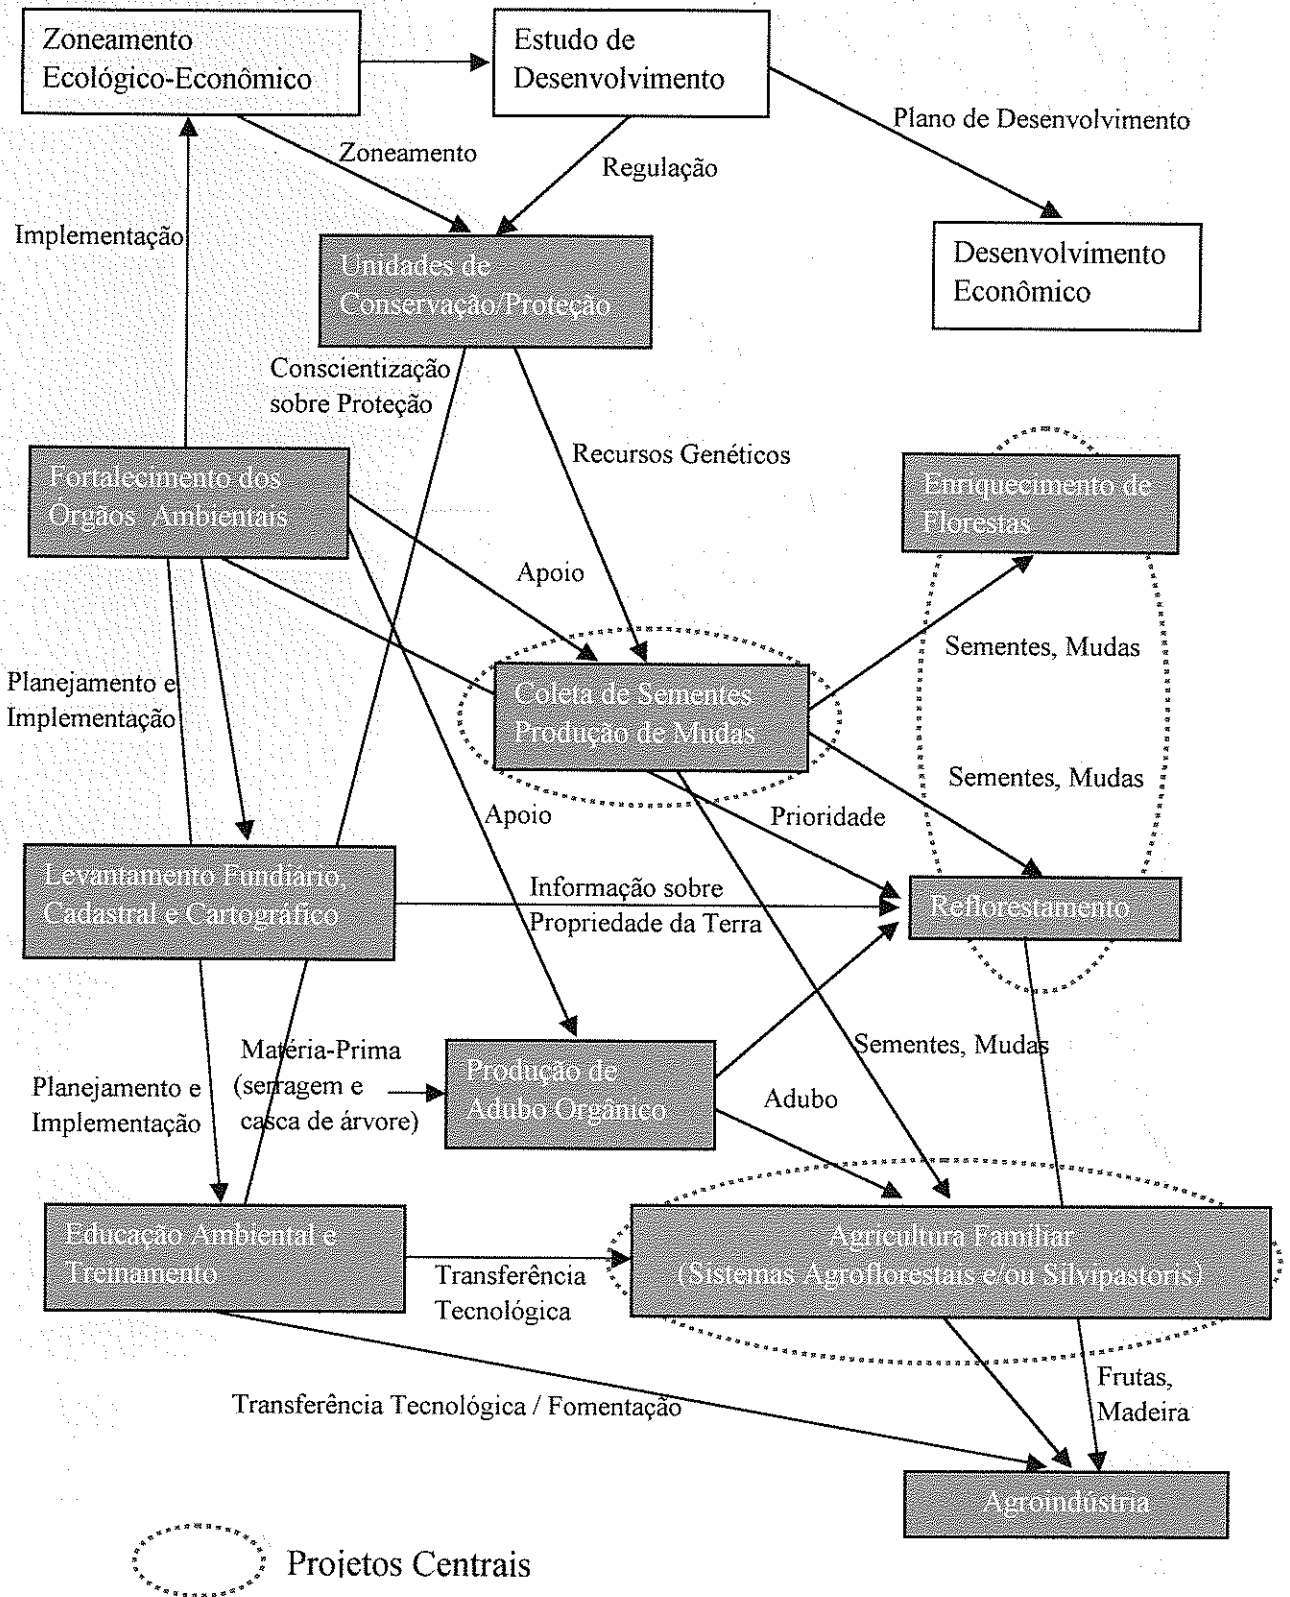 Zoneamento
Ecológico-Econômico
Estudo de
Desenvolvimento
Plano de Desenvolvimento
Zoneamento
Regulação
Implementação
Unidades de
Conservação/Proteção
Desenvolvimento
Econômico
Conscientização
sobre Proteção
Recursos Genéticos
Fortalecimento dos
Órgãos Ambientais
Enriquecimento de
Florestas
Apoio
Sementes, Mudas
Planejamento e
Implementação
Coleta de Sementes
Produção de Mudas
Sementes, Mudas
Apoio
Prioridade
Levantamento Fundiário,
Cadastral e Cartográfico
Informação sobre
Propriedade da Terra
Reflorestamento
Matéria-Prima
(serragem e
casca de árvore)
Planejamento e
Implementação
Produção de
Adubo Orgânico
Sementes, Mudas
Adubo
Educação Ambiental e
Treinamento
Transferência
Tecnológica
Agricultura Familiar
(Sistemas Agroflorestais e/ou Silvipastoris)
Transferência Tecnológica / Fomentação
Frutas,
Madeira
Agroindústria
Projetos Centrais